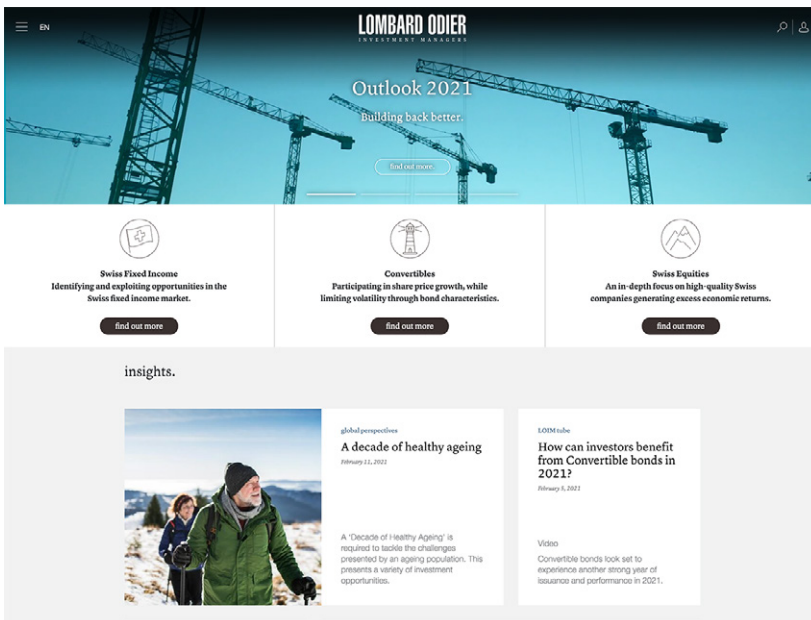 EN
LOMBARD ODIER
INVESTMENT MANAGERS
Outlook 2021
Building back better.
find out more
Swiss Fixed Income
Identifying and exploiting opportunities in the
Swiss fixed income market.
find out more
Convertibles
Participating in share price growth, while
limiting volatility through bond characteristics.
find out more
Swiss Equities
An in-depth focus on high-quality Swiss
companies generating excess economic returns.
find out more
insights.
global perspectives
A decade of healthy ageing
February 11, 2021
A 'Decade of Healthy Ageing' is
required to tackle the challenges
presented by an ageing population. This
presents a variety of investment
opportunities.
LOIM tube
How can investors benefit
from Convertible bonds in
2021?
February 5, 2021
Video
Convertible bonds look set to
experience another strong year of
issuance and performance in 2021.